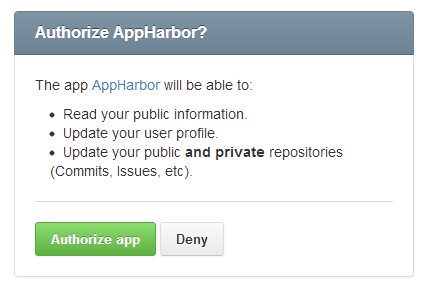 Authorize AppHarbor?
The app AppHarbor will be able to:
• Read your public information.
• Update your user profile.
• Update your public and private repositories
(Commits, Issues, etc).
Authorize app
Deny